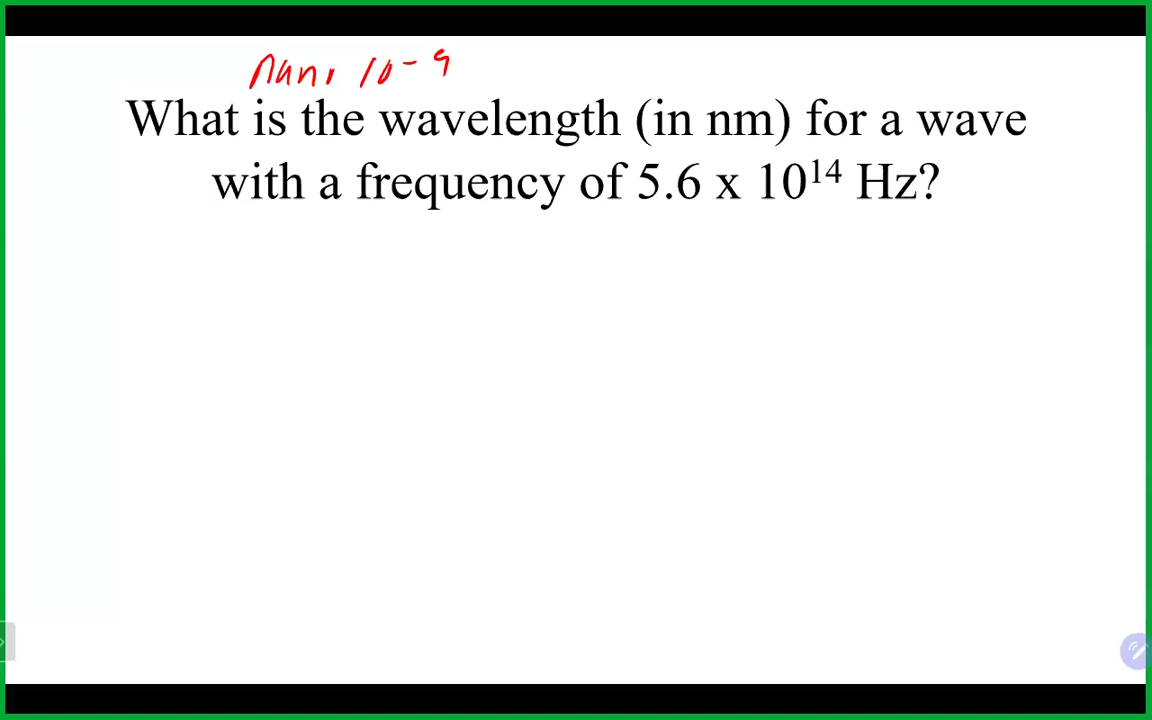 nano 10-9
What is the wavelength (in nm) for a wave
with a frequency of 5.6 x 10¹⁴ Hz?